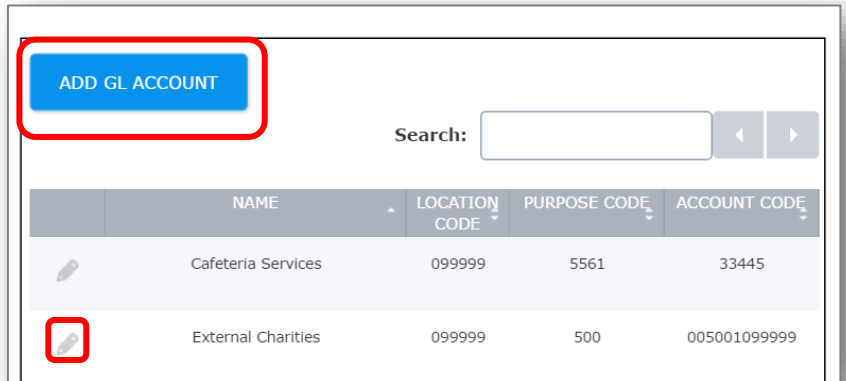 ADD GL ACCOUNT
Search:
NAME LOCATION CODE PURPOSE CODE ACCOUNT CODE
Cafeteria Services 099999 5561 33445
External Charities 099999 500 005001099999